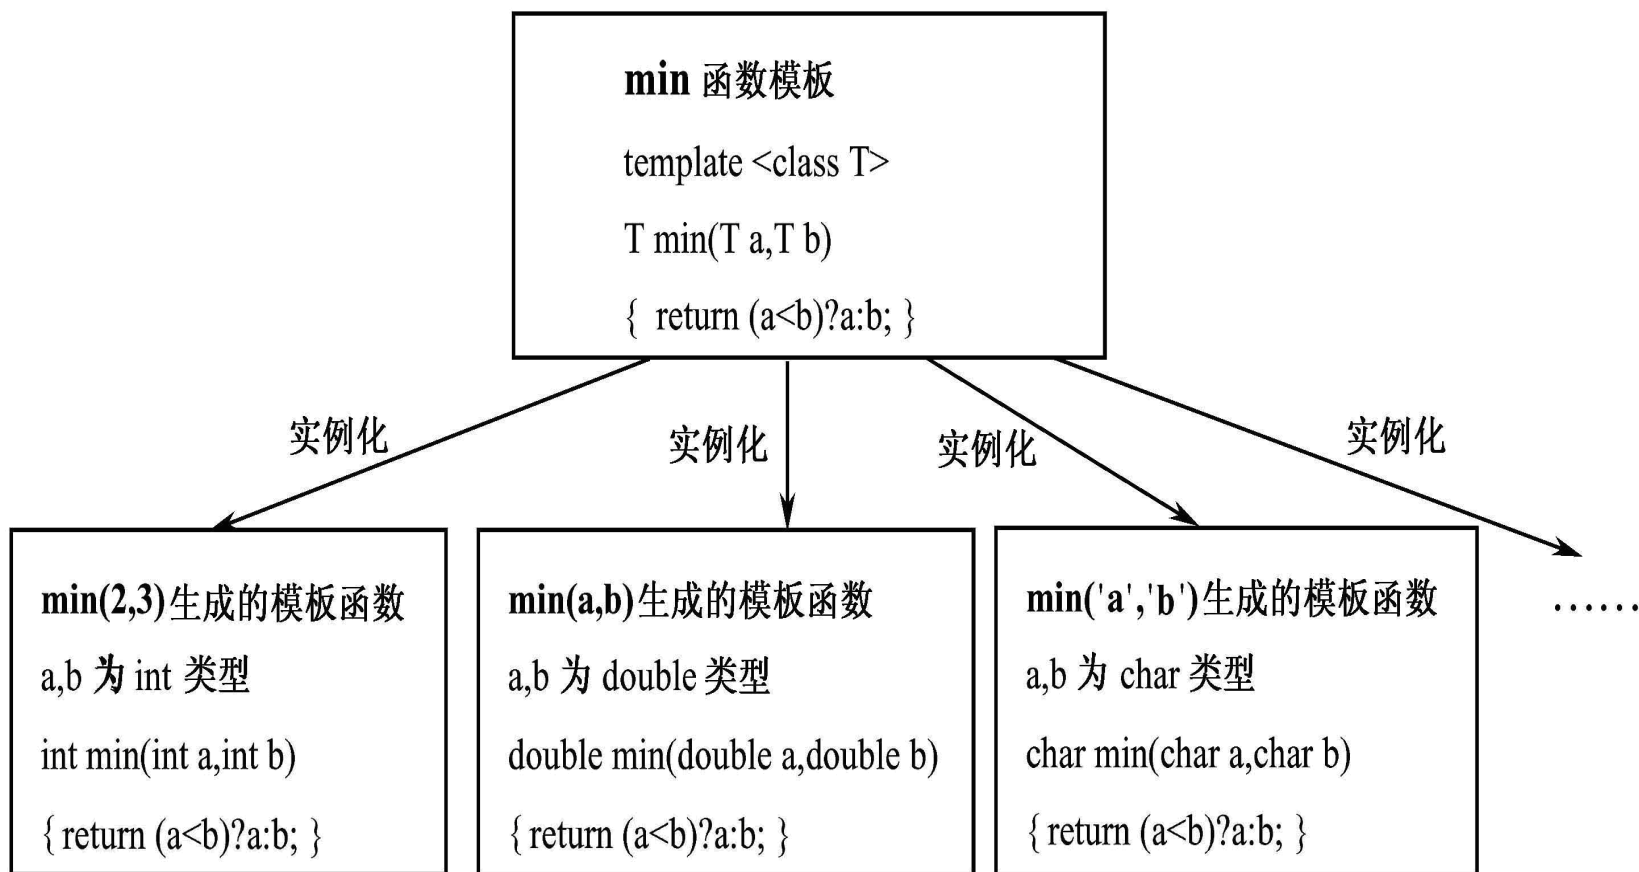 min 函数模板
template <class T>
T min(T a,T b)
{ return (a<b)?a:b; }
实例化
实例化
实例化
实例化
min(2,3)生成的模板函数
a,b 为 int 类型
int min(int a,int b)
{ return (a<b)?a:b; }
min(a,b)生成的模板函数
a,b 为 double 类型
double min(double a,double b)
{ return (a<b)?a:b; }
min('a','b')生成的模板函数
a,b 为 char 类型
char min(char a,char b)
{ return (a<b)?a:b; }
……